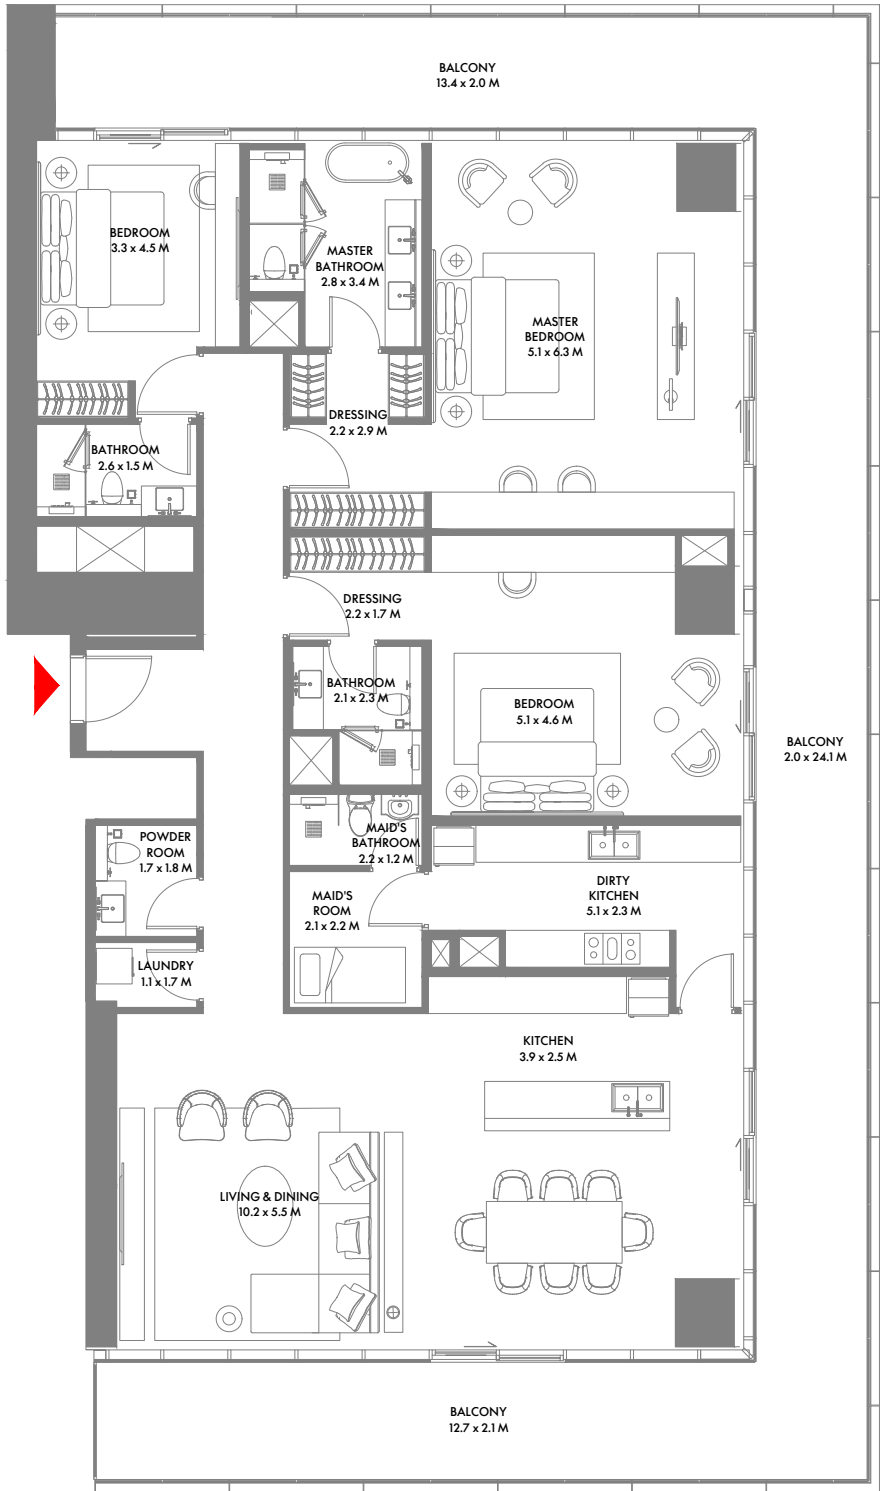 BALCONY
13.4 x 2.0 M
BEDROOM
3.3 x 4.5 M
MASTER
BATHROOM
2.8 x 3.4 M
MASTER
BEDROOM
5.1 x 6.3 M
DRESSING
2.2 x 2.9 M
BATHROOM
2.6 x 1.5 M
DRESSING
2.2 x 1.7 M
BATHROOM
2.1 x 2.3 M
BEDROOM
5.1 x 4.6 M
BALCONY
2.0 x 24.1 M
POWDER
ROOM
1.7 x 1.8 M
MAID'S
BATHROOM
2.2 x 1.2 M
MAID'S
ROOM
2.1 x 2.2 M
DIRTY
KITCHEN
5.1 x 2.3 M
LAUNDRY
1.1 x 1.7 M
KITCHEN
3.9 x 2.5 M
LIVING & DINING
10.2 x 5.5 M
BALCONY
12.7 x 2.1 M